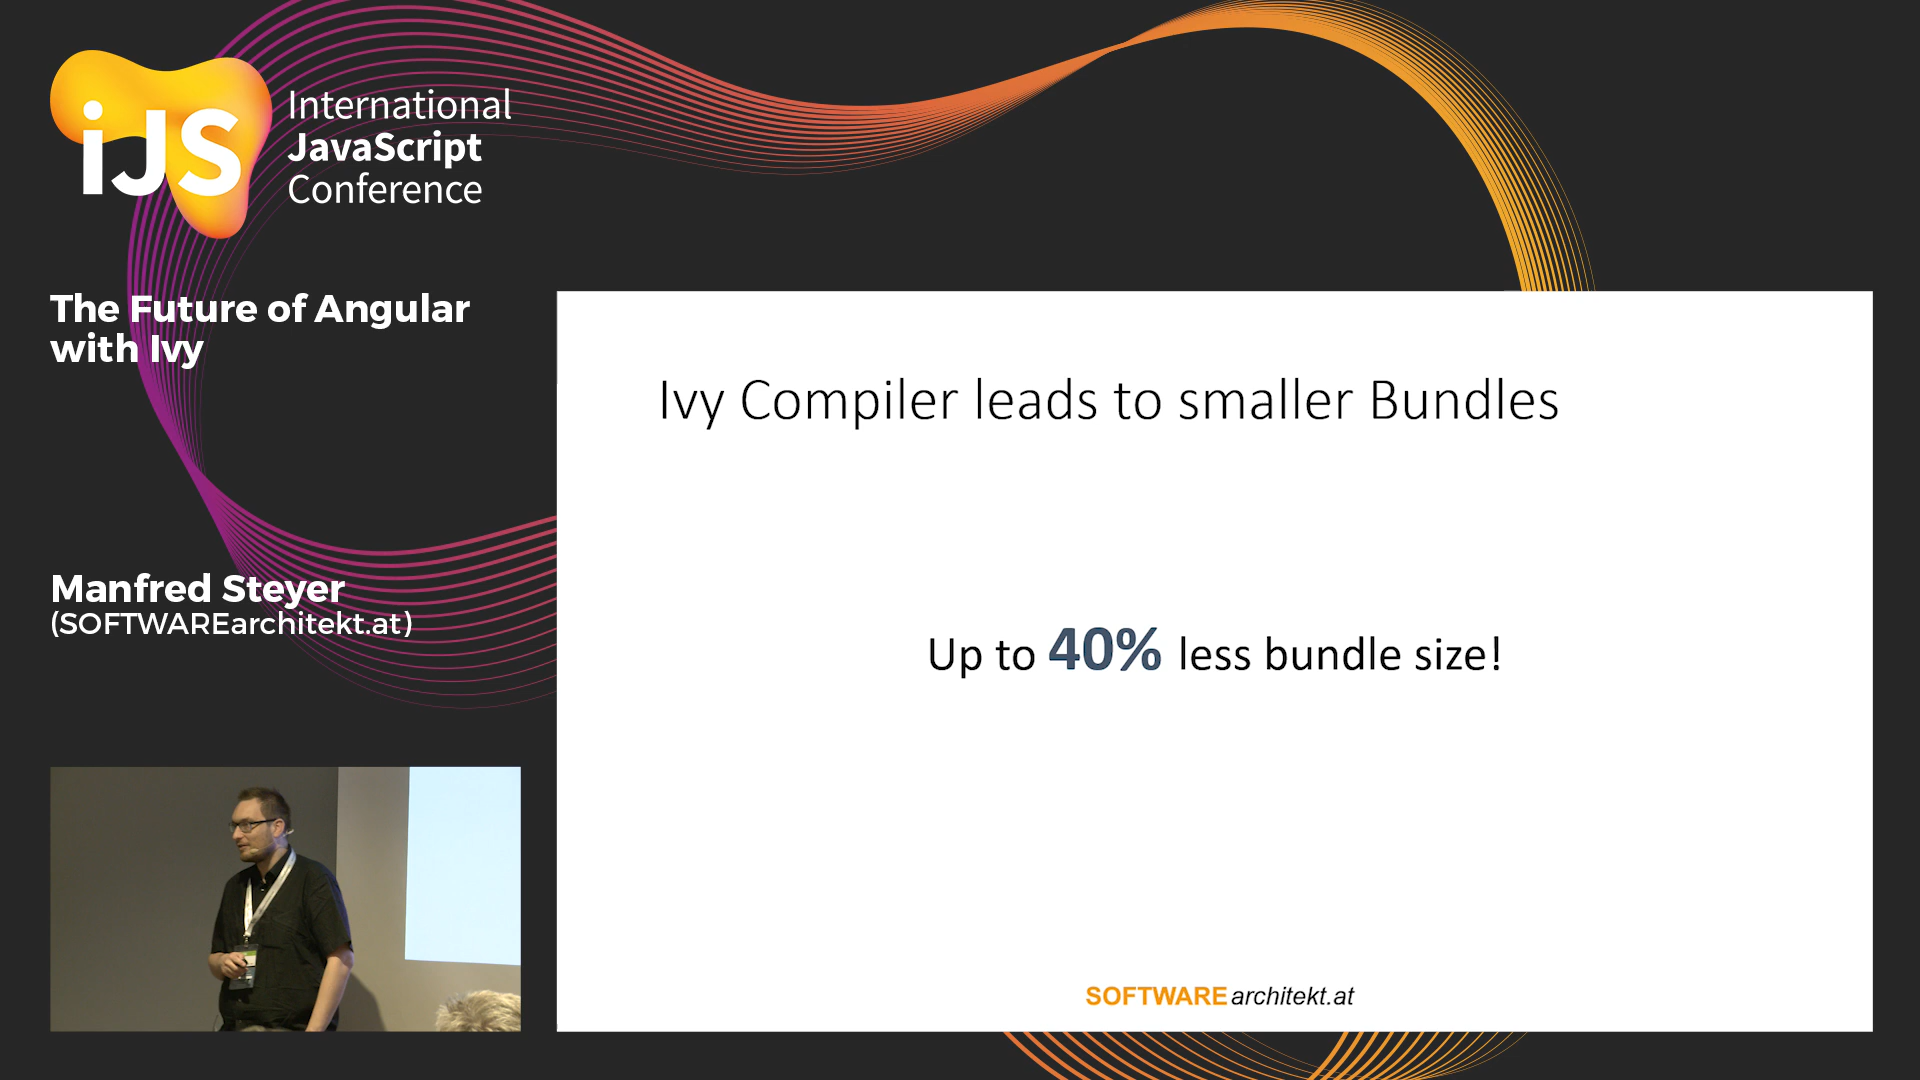 iJS
International
JavaScript
Conference
The Future of Angular
with Ivy
Manfred Steyer
(SOFTWAREarchitekt.at)
Ivy Compiler leads to smaller Bundles
Up to 40% less bundle size!
SOFTWAREarchitekt.at